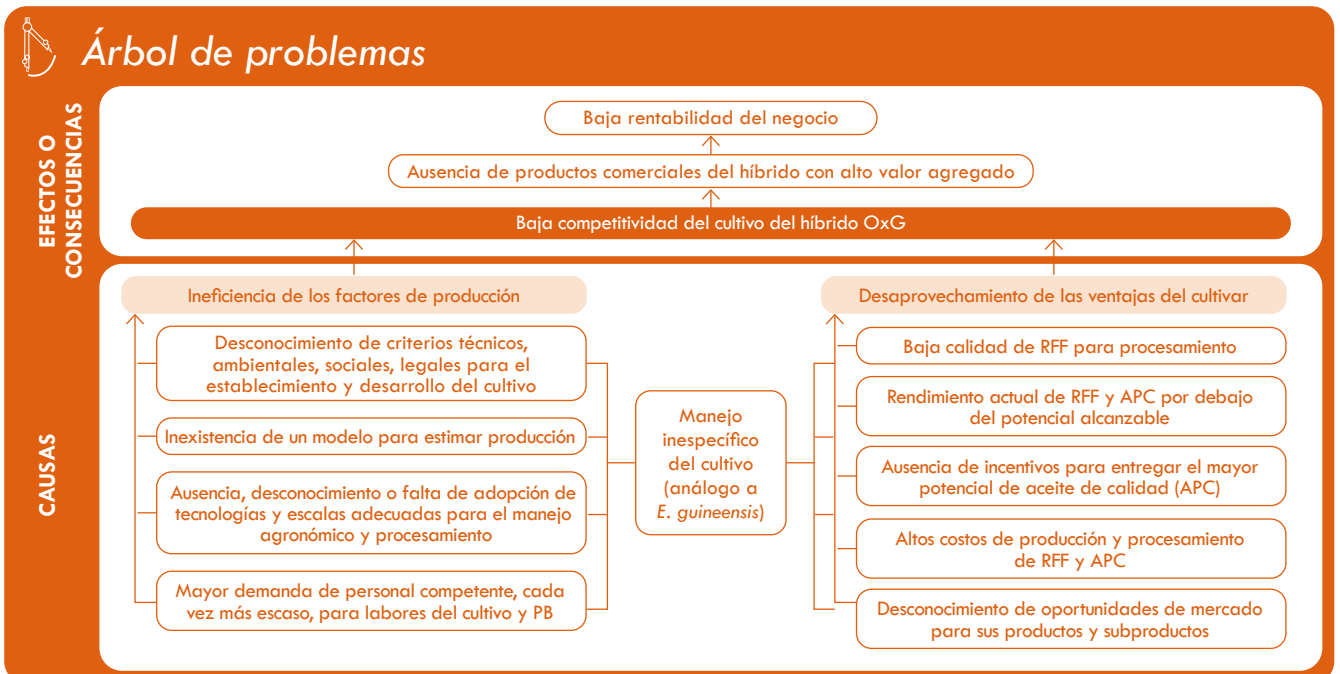 Árbol de problemas
EFECTOS O
CONSECUENCIAS
Baja rentabilidad del negocio
Ausencia de productos comerciales del híbrido con alto valor agregado
Baja competitividad del cultivo del híbrido OxG
CAUSAS
Ineficiencia de los factores de producción
Desconocimiento de criterios técnicos,
ambientales, sociales, legales para el
establecimiento y desarrollo del cultivo
Inexistencia de un modelo para estimar producción
Ausencia, desconocimiento o falta de adopción de
tecnologías y escalas adecuadas para el manejo
agronómico y procesamiento
Mayor demanda de personal competente, cada
vez más escaso, para labores del cultivo y PB
Manejo
inespecífico
del cultivo
(análogo a
E. guineensis)
Desaprovechamiento de las ventajas del cultivar
Baja calidad de RFF para procesamiento
Rendimiento actual de RFF y APC por debajo
del potencial alcanzable
Ausencia de incentivos para entregar el mayor
potencial de aceite de calidad (APC)
Altos costos de producción y procesamiento
de RFF y APC
Desconocimiento de oportunidades de mercado
para sus productos y subproductos